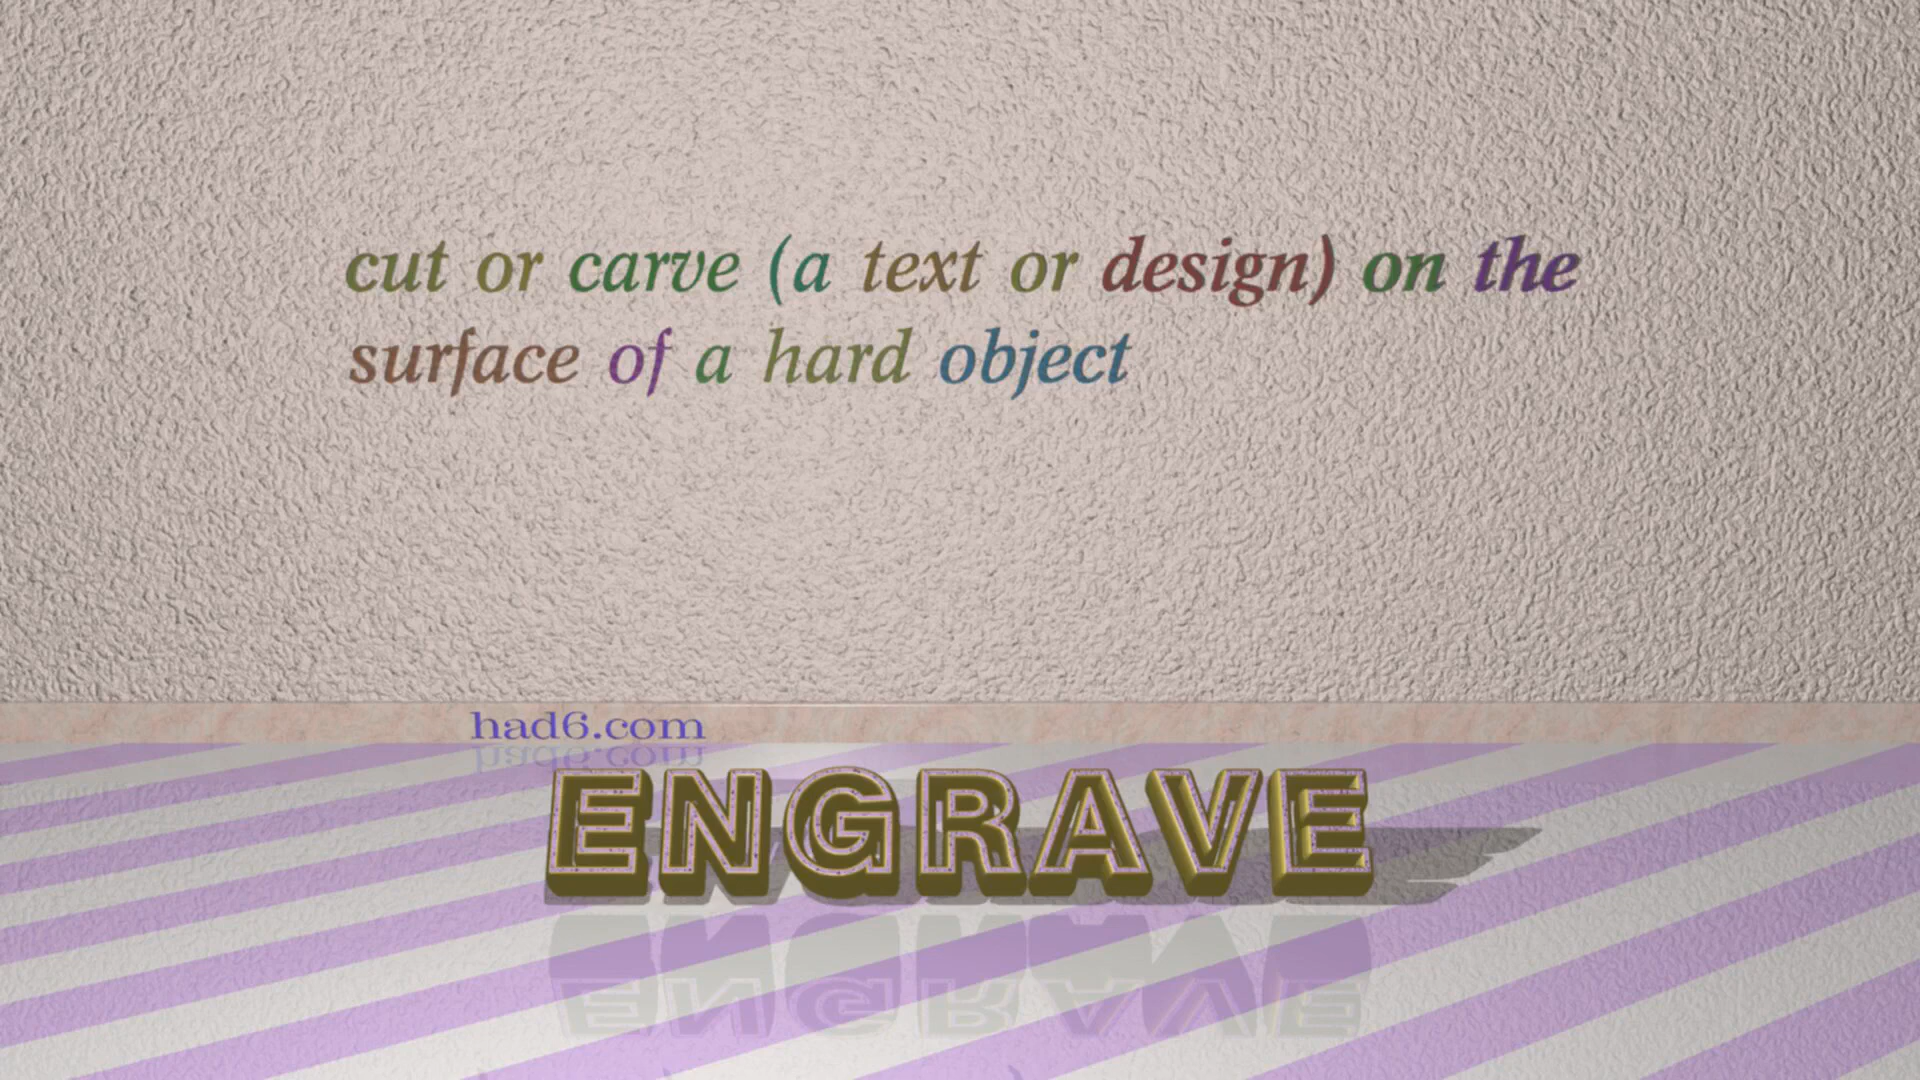 cut or carve (a text or design) on the
surface of a hard object
had6.com
ENGRAVE